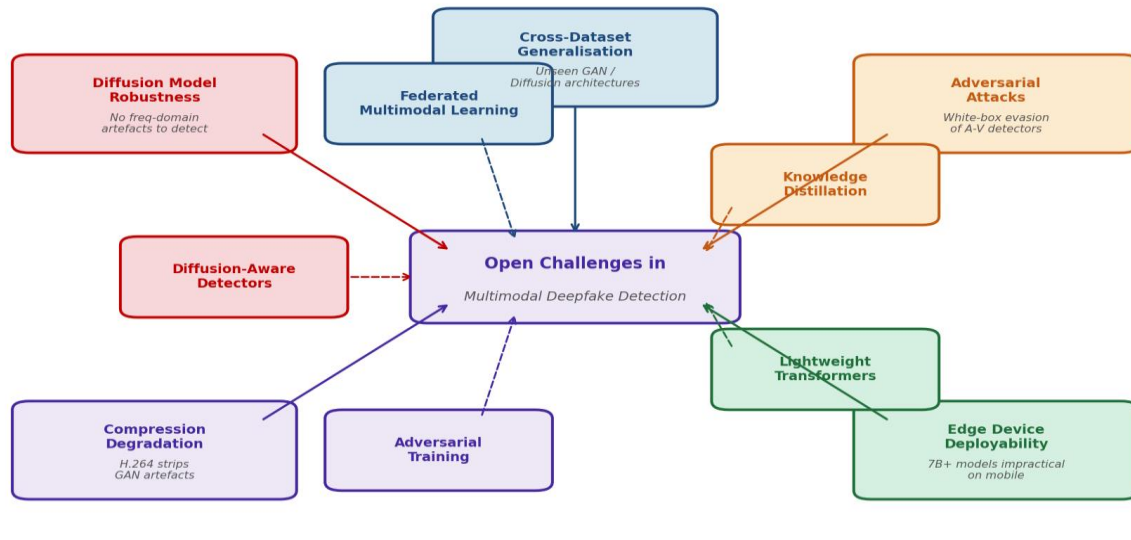 Cross-Dataset
Generalisation
Unseen GAN /
Diffusion architectures
Diffusion Model
Robustness
No freq-domain
artefacts to detect
Federated
Multimodal Learning
Adversarial
Attacks
White-box evasion
of A-V detectors
Knowledge
Distillation
Diffusion-Aware
Detectors
Open Challenges in
Multimodal Deepfake Detection
Lightweight
Transformers
Compression
Degradation
H.264 strips
GAN artefacts
Adversarial
Training
Edge Device
Deployability
7B+ models impractical
on mobile